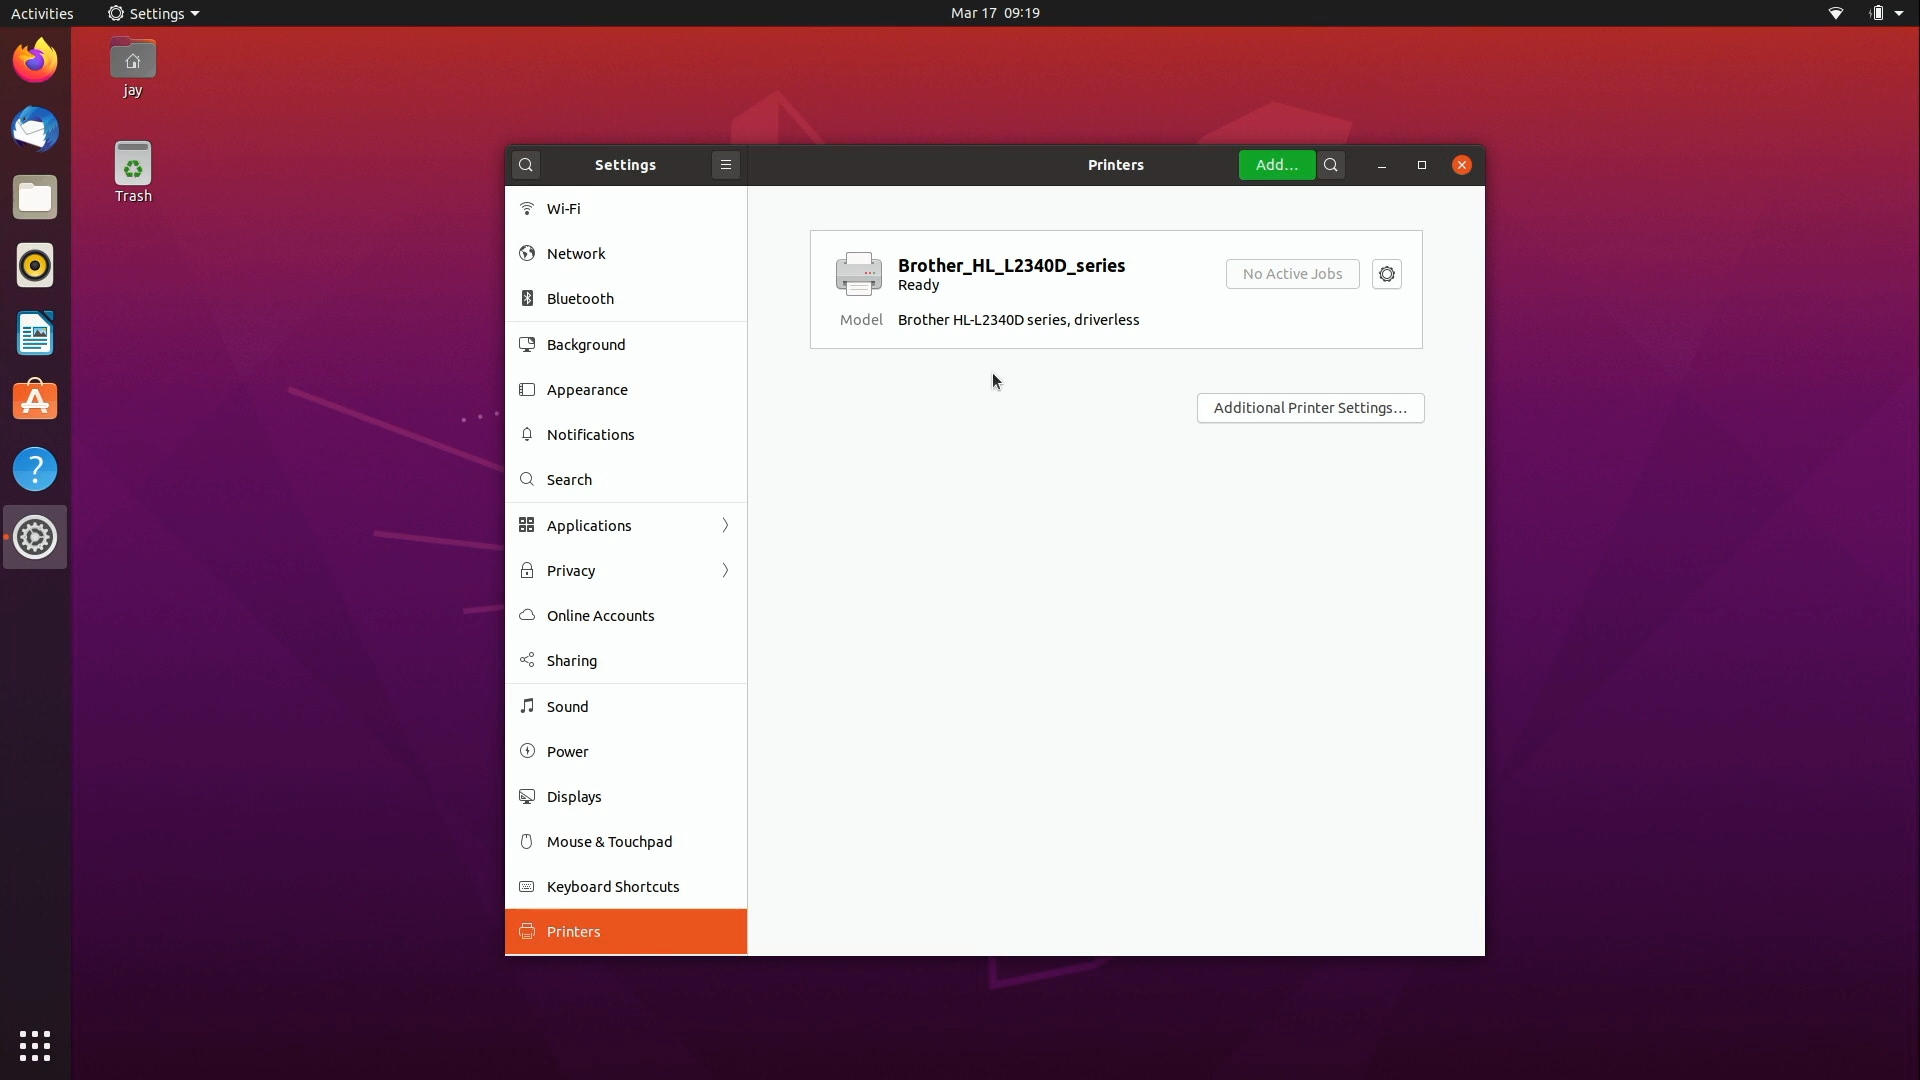 Activities
Settings
Mar 17 09:19
jay
Trash
Settings
Printers
Add…
Wi-Fi
Network
Bluetooth
Background
Appearance
Notifications
Search
Applications
Privacy
Online Accounts
Sharing
Sound
Power
Displays
Mouse & Touchpad
Keyboard Shortcuts
Printers
Brother_HL_L2340D_series
Ready
No Active Jobs
Model Brother HL-L2340D series, driverless
Additional Printer Settings…